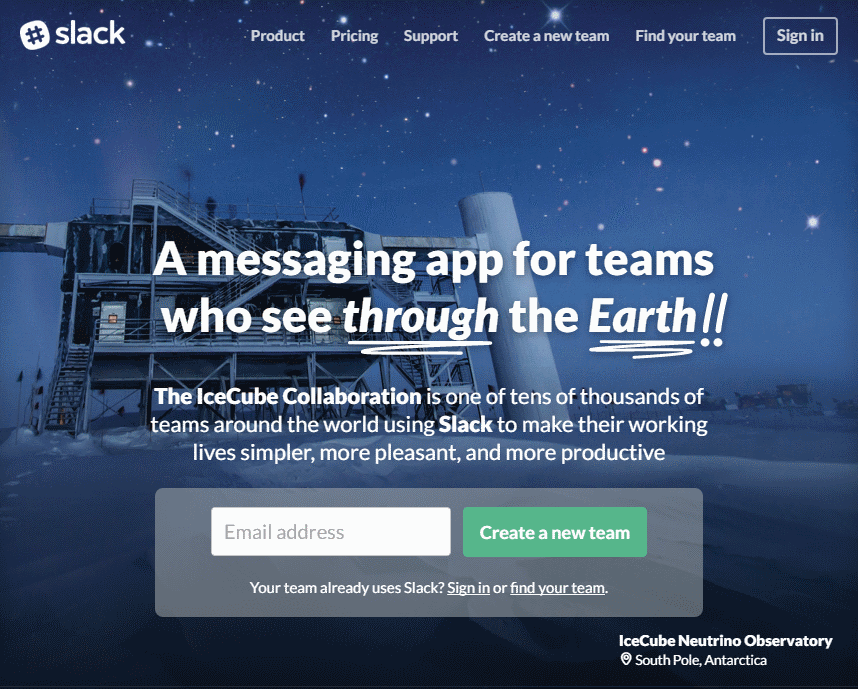 slack
Product Pricing Support Create a new team Find your team Sign in
A messaging app for teams
who see through the Earth!!
The IceCube Collaboration is one of tens of thousands of
teams around the world using Slack to make their working
lives simpler, more pleasant, and more productive
Email address Create a new team
Your team already uses Slack? Sign in or find your team.
IceCube Neutrino Observatory
South Pole, Antarctica